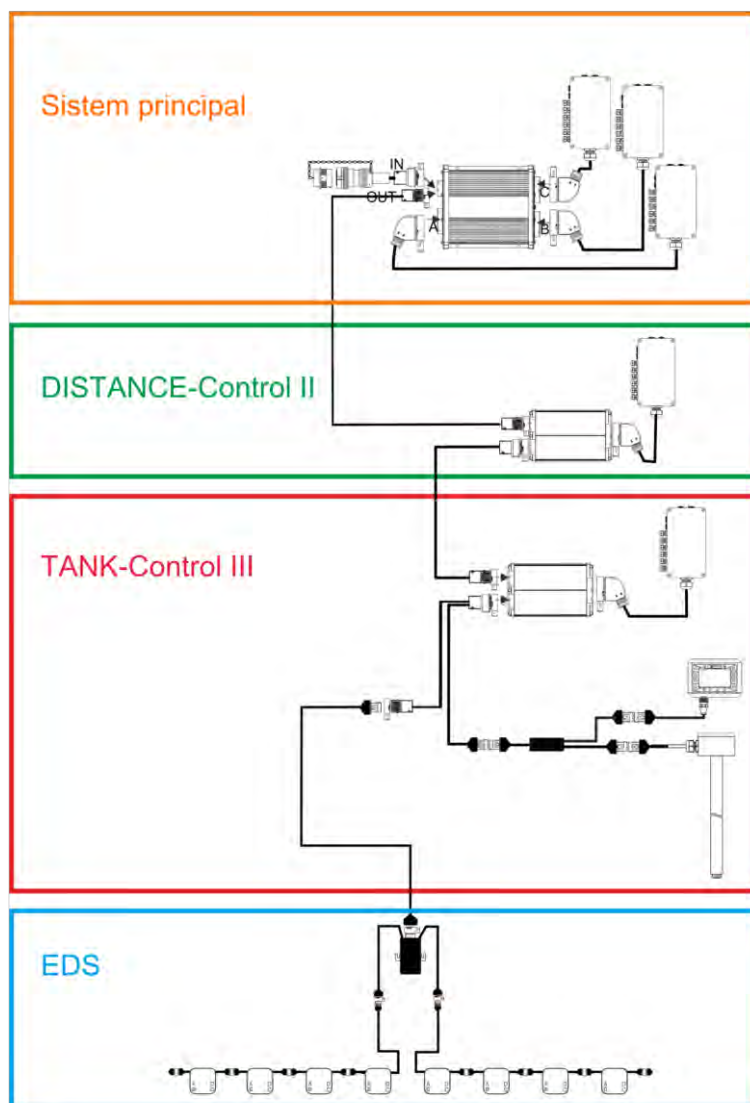 Sistem principal
IN
OUT
C
A
B
DISTANCE-Control II
TANK-Control III
EDS